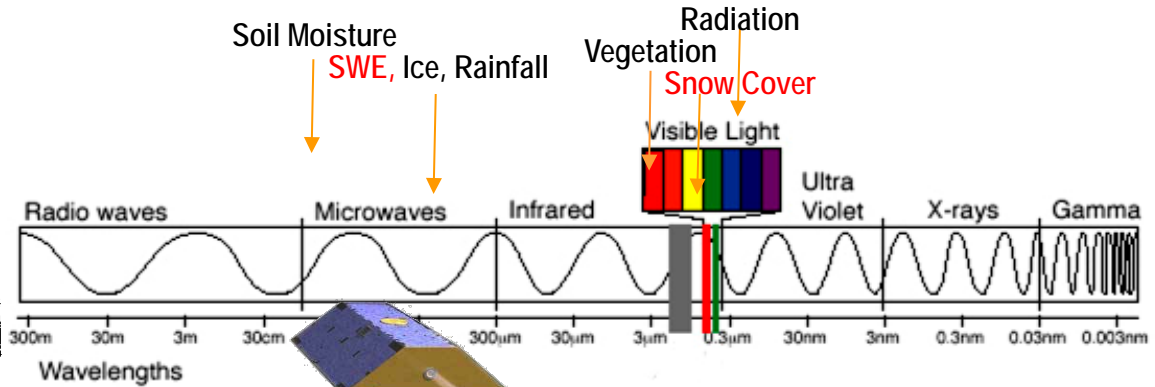 Radiation
Soil Moisture
Vegetation
SWE, Ice, Rainfall
Snow Cover
Visible Light
Ultra
Violet
Radio waves
Microwaves
Infrared
X-rays
Gamma
300m 30m 3m 30cm 300µm 30µm 3µm 0.3µm 30nm 3nm 0.3nm 0.03nm 0.003nm
Wavelengths